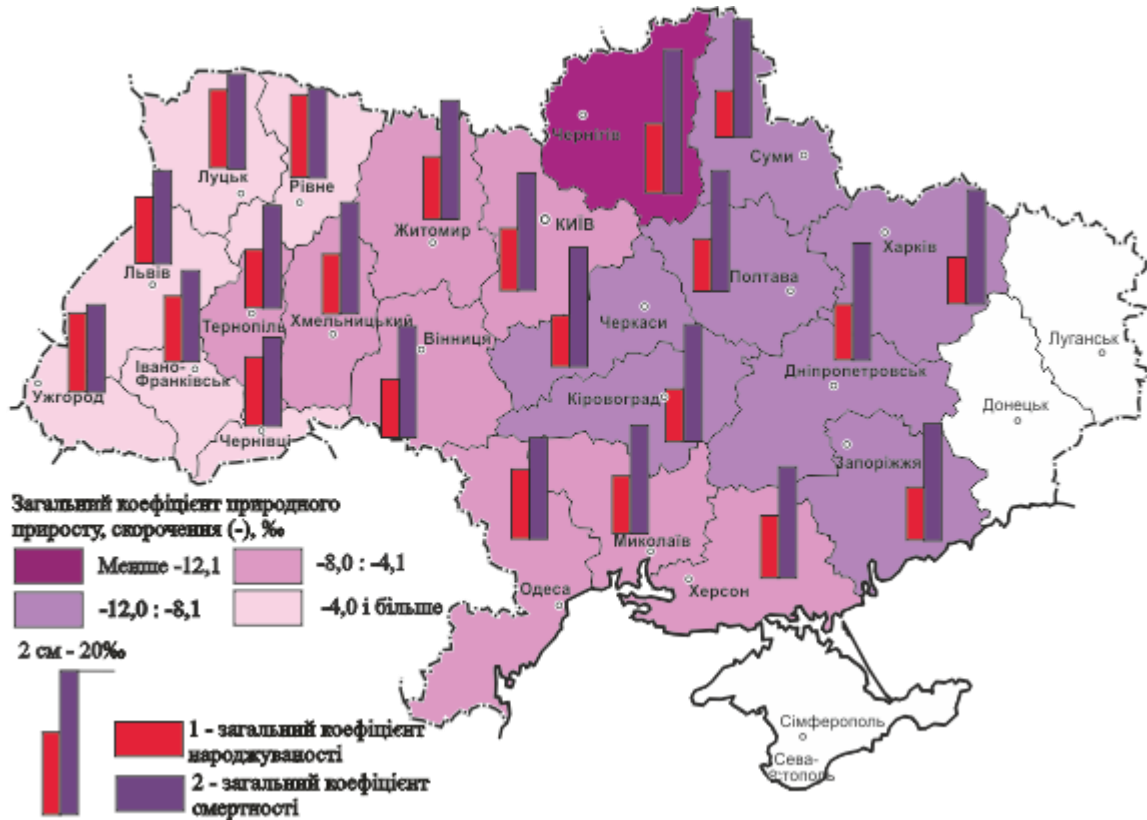 Чернігів
Суми
Луцьк
Рівне
Житомир
КИЇВ
Харків
Львів
Полтава
Тернопіль
Хмельницький
Черкаси
Вінниця
Луганськ
Івано-
Франківськ
Ужгород
Дніпропетровськ
Кіровоград
Донецьк
Чернівці
Запоріжжя
Миколаїв
Херсон
Одеса
Сімферополь
Сева-
стополь
Загальний коефіцієнт природного
приросту, скорочення (-), ‰
Менше -12,1
-8,0 : -4,1
-12,0 : -8,1
-4,0 і більше
2 см - 20‰
1 - загальний коефіцієнт
народжуваності
2 - загальний коефіцієнт
смертності